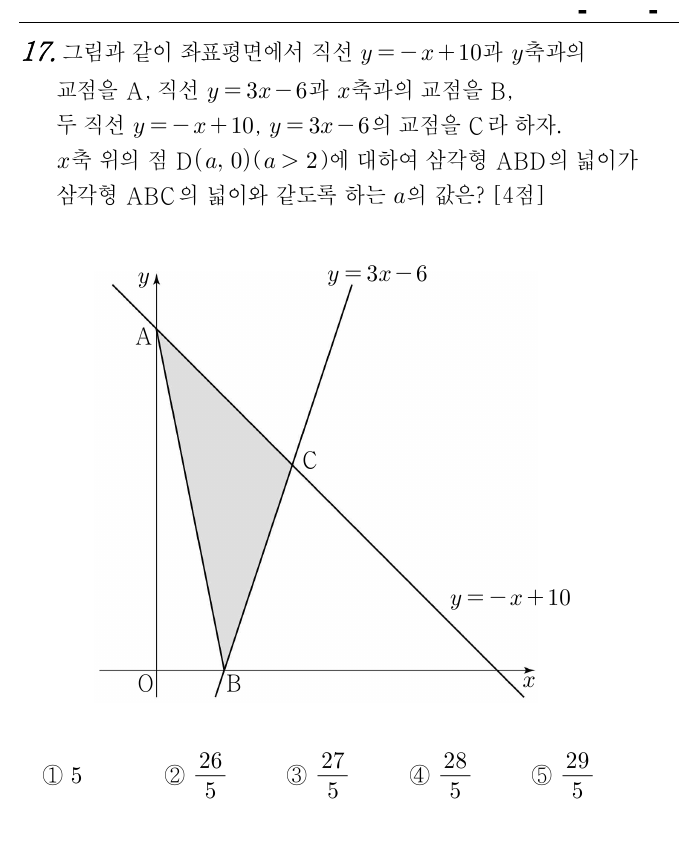 17. 그림과 같이 좌표평면에서 직선 y=−x+10과 y축과의
교점을 A, 직선 y=3x−6과 x축과의 교점을 B,
두 직선 y=−x+10, y=3x−6의 교점을 C라 하자.
x축 위의 점 D(a, 0)(a > 2)에 대하여 삼각형 ABD의 넓이가
삼각형 ABC의 넓이와 같도록 하는 a의 값은? [4점]
y
y=3x−6
A
C
y=−x+10
O
B
x
① 5 ② 26/5 ③ 27/5 ④ 28/5 ⑤ 29/5